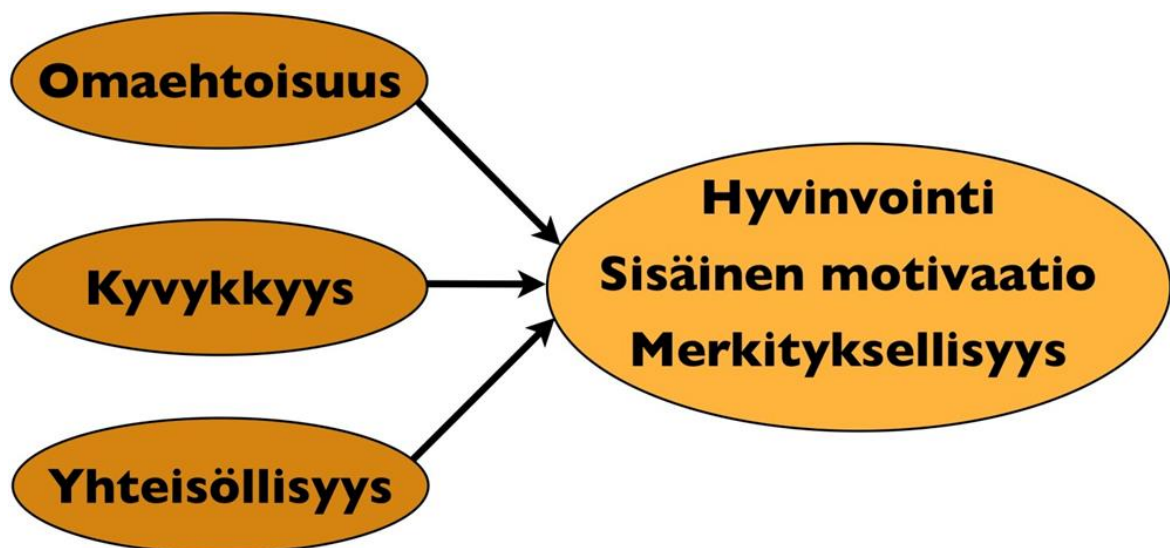 Omaehtoisuus
Kyvykkyys
Yhteisöllisyys
Hyvinvointi
Sisäinen motivaatio
Merkityksellisyys